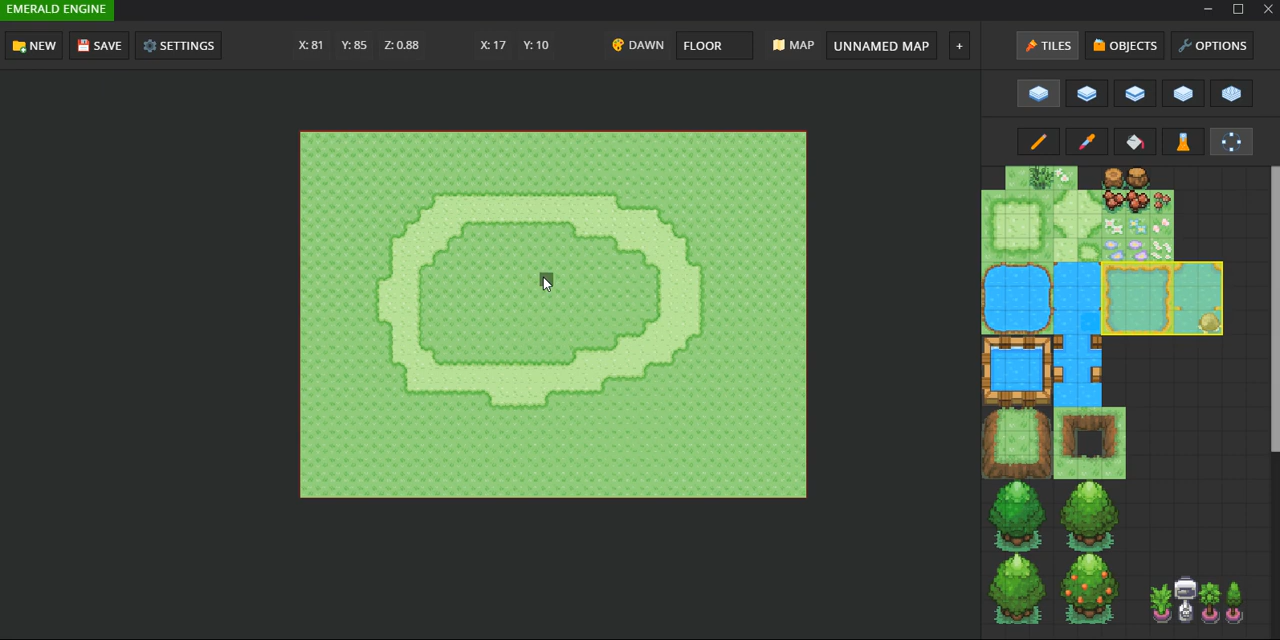 EMERALD ENGINE
NEW SAVE SETTINGS X: 81 Y: 85 Z: 0.88 X: 17 Y: 10 DAWN FLOOR MAP UNNAMED MAP + TILES OBJECTS OPTIONS